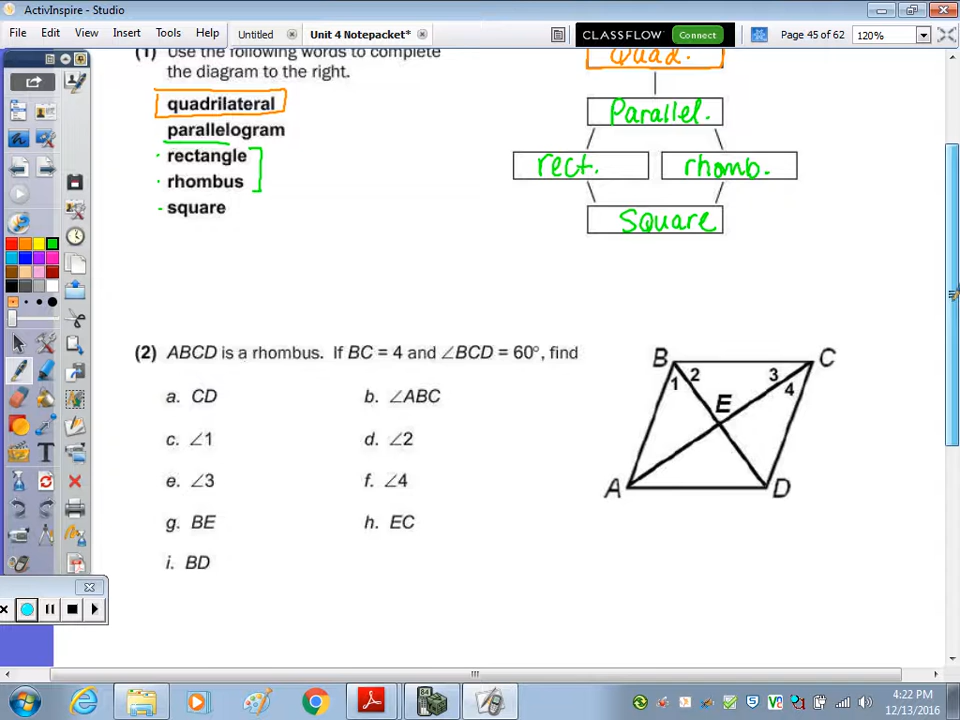 ActivInspire - Studio
File Edit View Insert Tools Help
Untitled
Unit 4 Notepacket*
CLASSFLOW Connect
Page 45 of 62
120%
(1) Use the following words to complete
the diagram to the right.
quadrilateral
parallelogram
rectangle
rhombus
square
Quad.
Parallel.
rect.
rhomb.
Square
(2) ABCD is a rhombus. If BC = 4 and ∠BCD = 60°, find
a. CD
b. ∠ABC
c. ∠1
d. ∠2
e. ∠3
f. ∠4
g. BE
h. EC
i. BD
B
C
1
2
3
4
E
A
D
4:22 PM
12/13/2016